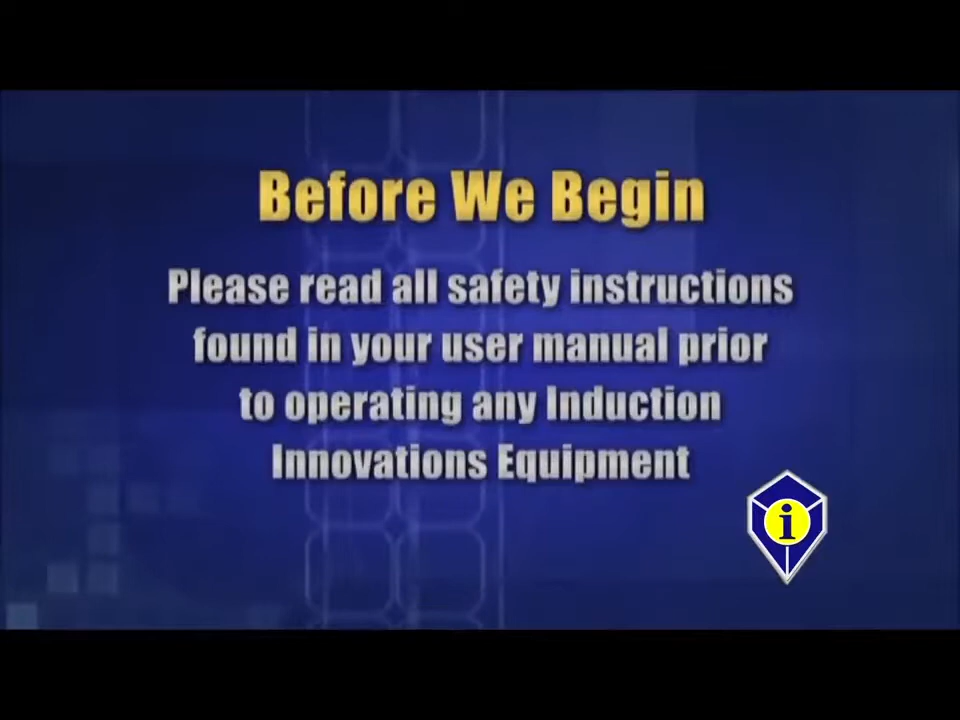 Before We Begin
Please read all safety instructions
found in your user manual prior
to operating any Induction
Innovations Equipment
i